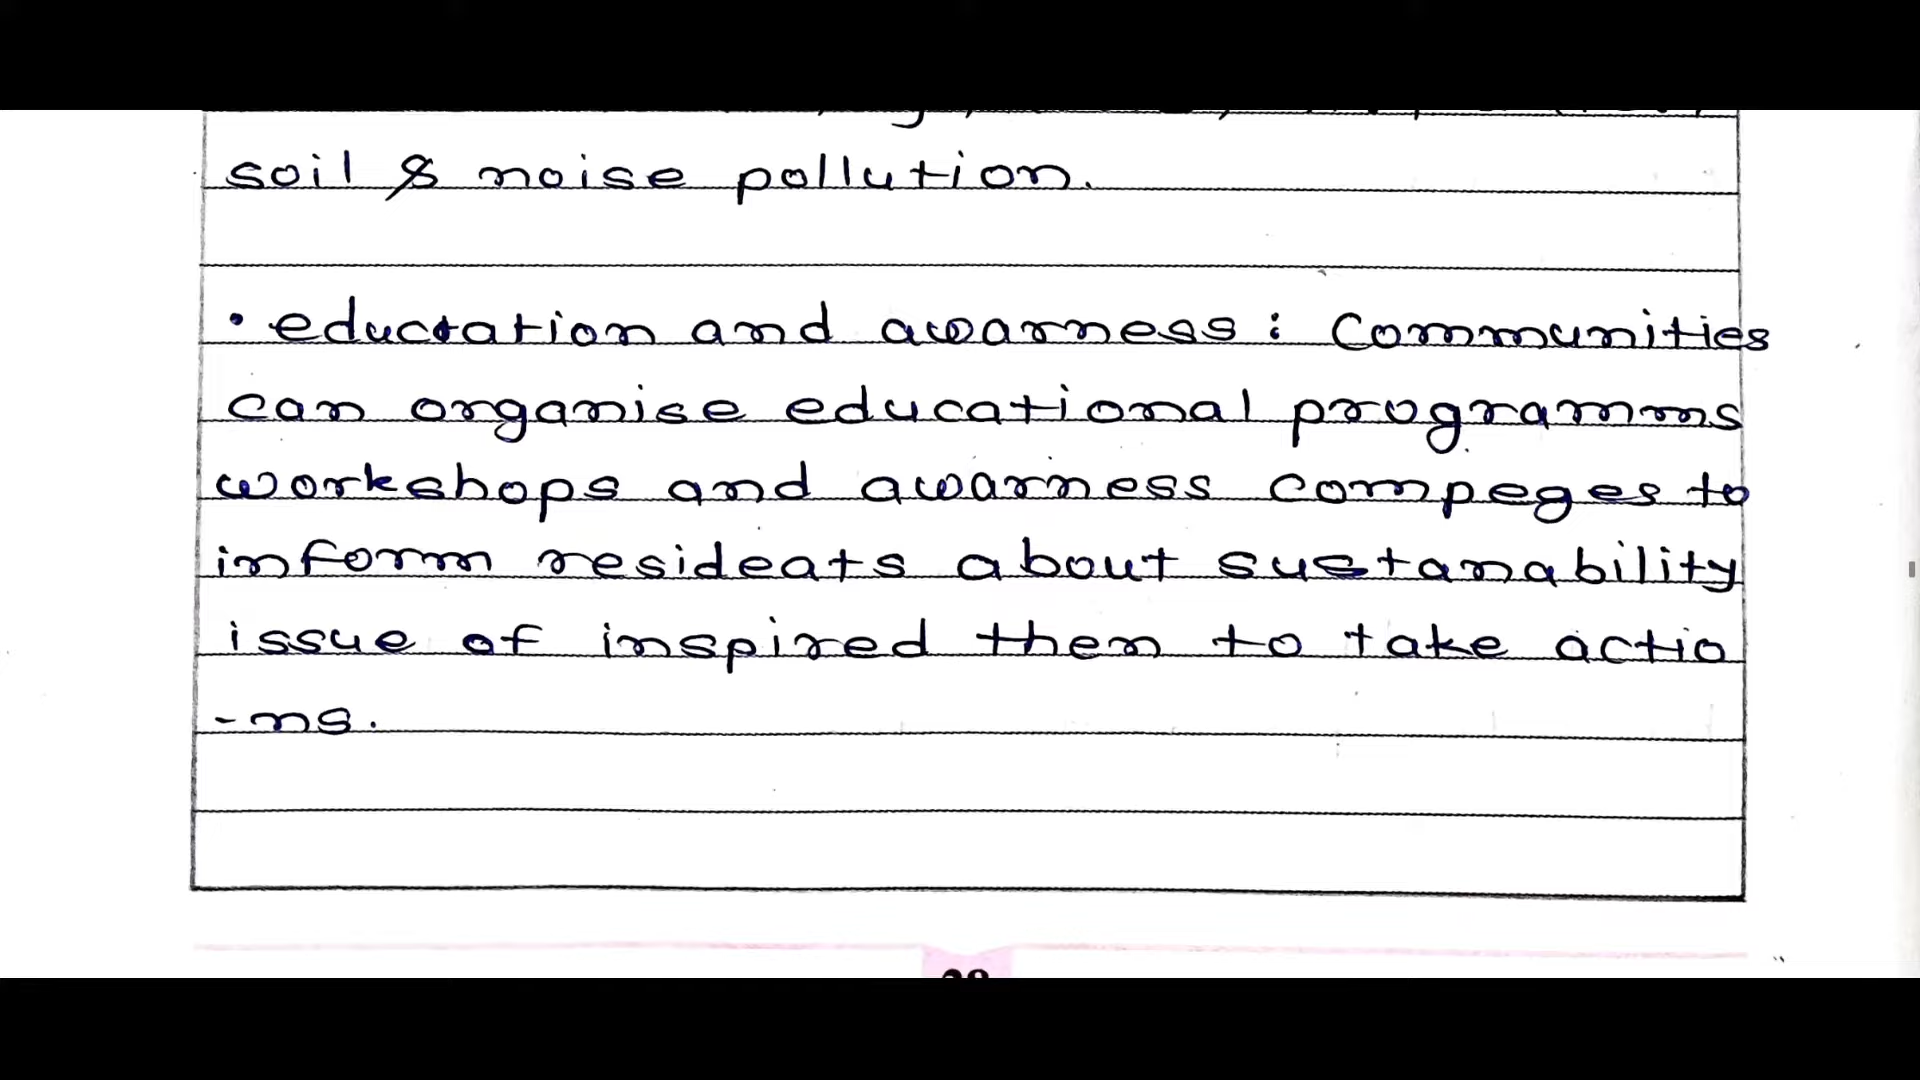 soil & noise pollution.
• eductation and awarness: Communities
can organise educational programms
workshops and awarness compeges to
inform resideats about sustanability
issue of inspired them to take actio
-ns.